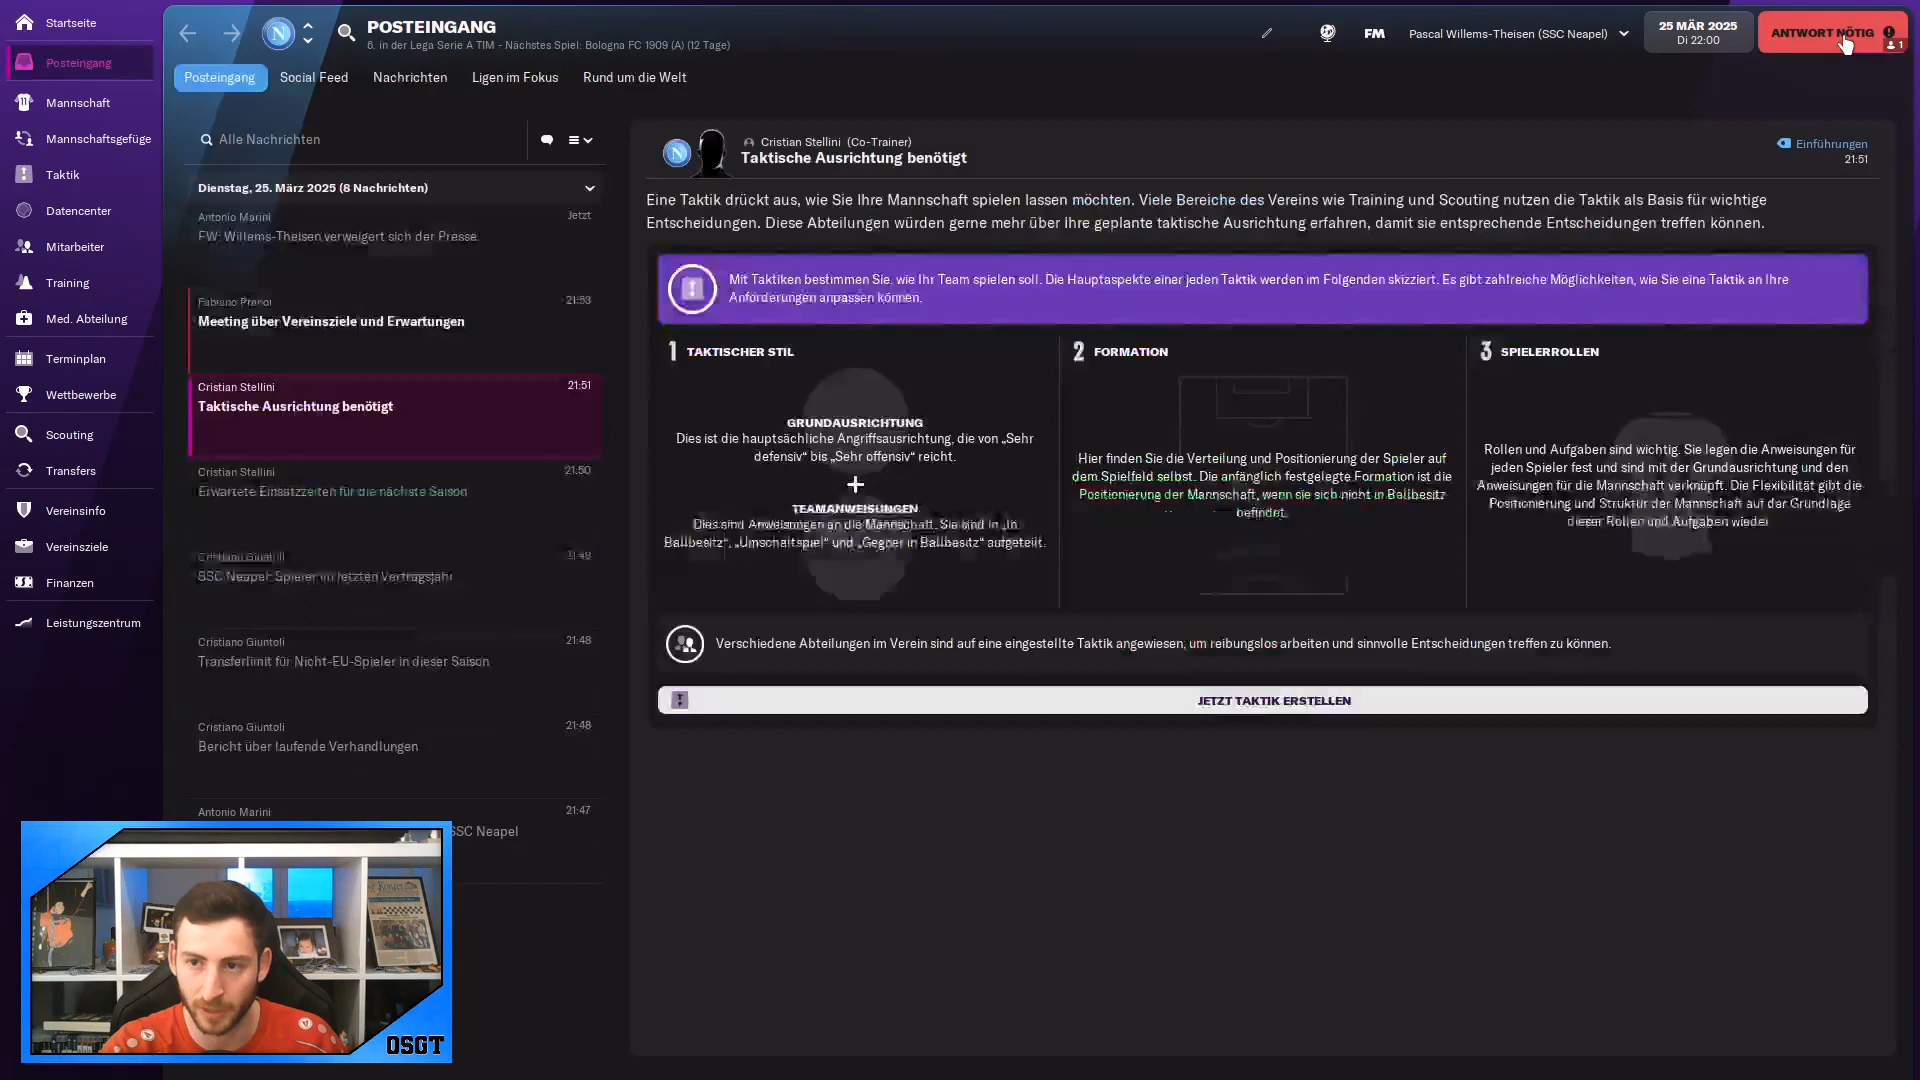 Startseite
Posteingang
Mannschaft
Mannschaftsgefüge
Taktik
Datencenter
Mitarbeiter
Training
Med. Abteilung
Terminplan
Wettbewerbe
Scouting
Transfers
Vereinsinfo
Vereinsziele
Finanzen
Leistungszentrum
POSTEINGANG
6. in der Lega Serie A TIM - Nächstes Spiel: Bologna FC 1909 (A) (12 Tage)
FM
Pascal Willems-Theisen (SSC Neapel)
25 MÄR 2025
Di 22:00
ANTWORT NÖTIG
1
Posteingang
Social Feed
Nachrichten
Ligen im Fokus
Rund um die Welt
Alle Nachrichten
Dienstag, 25. März 2025 (8 Nachrichten)
Antonio Marini
Jetzt
FW: Willems-Theisen verweigert sich der Presse
21:53
Meeting über Vereinsziele und Erwartungen
Cristian Stellini
21:51
Taktische Ausrichtung benötigt
Cristian Stellini
21:50
Erwartete Einsatzzeiten für die nächste Saison
SSC Neapel: Spieler im letzten Vertragsjahr
Cristiano Giuntoli
21:48
Transferlimit für Nicht-EU-Spieler in dieser Saison
Cristiano Giuntoli
21:48
Bericht über laufende Verhandlungen
Antonio Marini
21:47
SSC Neapel
Cristian Stellini (Co-Trainer)
Taktische Ausrichtung benötigt
Einführungen
21:51
Eine Taktik drückt aus, wie Sie Ihre Mannschaft spielen lassen möchten. Viele Bereiche des Vereins wie Training und Scouting nutzen die Taktik als Basis für wichtige
Entscheidungen. Diese Abteilungen würden gerne mehr über Ihre geplante taktische Ausrichtung erfahren, damit sie entsprechende Entscheidungen treffen können.
Mit Taktiken bestimmen Sie, wie Ihr Team spielen soll. Die Hauptaspekte einer jeden Taktik werden im Folgenden skizziert. Es gibt zahlreiche Möglichkeiten, wie Sie eine Taktik an Ihre
Anforderungen anpassen können.
1 TAKTISCHER STIL
GRUNDAUSRICHTUNG
Dies ist die hauptsächliche Angriffsausrichtung, die von „Sehr
defensiv“ bis „Sehr offensiv“ reicht.
+
TEAMANWEISUNGEN
Dies sind Anweisungen an die Mannschaft. Sie sind in „In
Ballbesitz“, „Umschaltspiel“ und „Gegner in Ballbesitz“ aufgeteilt.
2 FORMATION
Hier finden Sie die Verteilung und Positionierung der Spieler auf
dem Spielfeld selbst. Die anfänglich festgelegte Formation ist die
Positionierung der Mannschaft, wenn sie sich nicht in Ballbesitz
befindet.
3 SPIELERROLLEN
Rollen und Aufgaben sind wichtig. Sie legen die Anweisungen für
jeden Spieler fest und sind mit der Grundausrichtung und den
Anweisungen für die Mannschaft verknüpft. Die Flexibilität gibt die
Positionierung und Struktur der Mannschaft auf der Grundlage
dieser Rollen und Aufgaben wieder
Verschiedene Abteilungen im Verein sind auf eine eingestellte Taktik angewiesen, um reibungslos arbeiten und sinnvolle Entscheidungen treffen zu können.
JETZT TAKTIK ERSTELLEN
OSGT